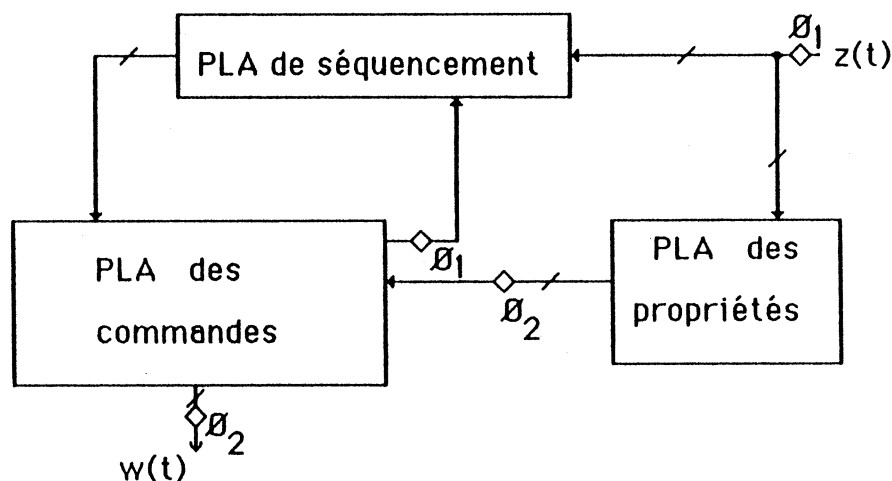 Ø1
PLA de séquencement
z(t)
PLA des
commandes
Ø1
PLA des
propriétés
Ø2
Ø2
w(t)